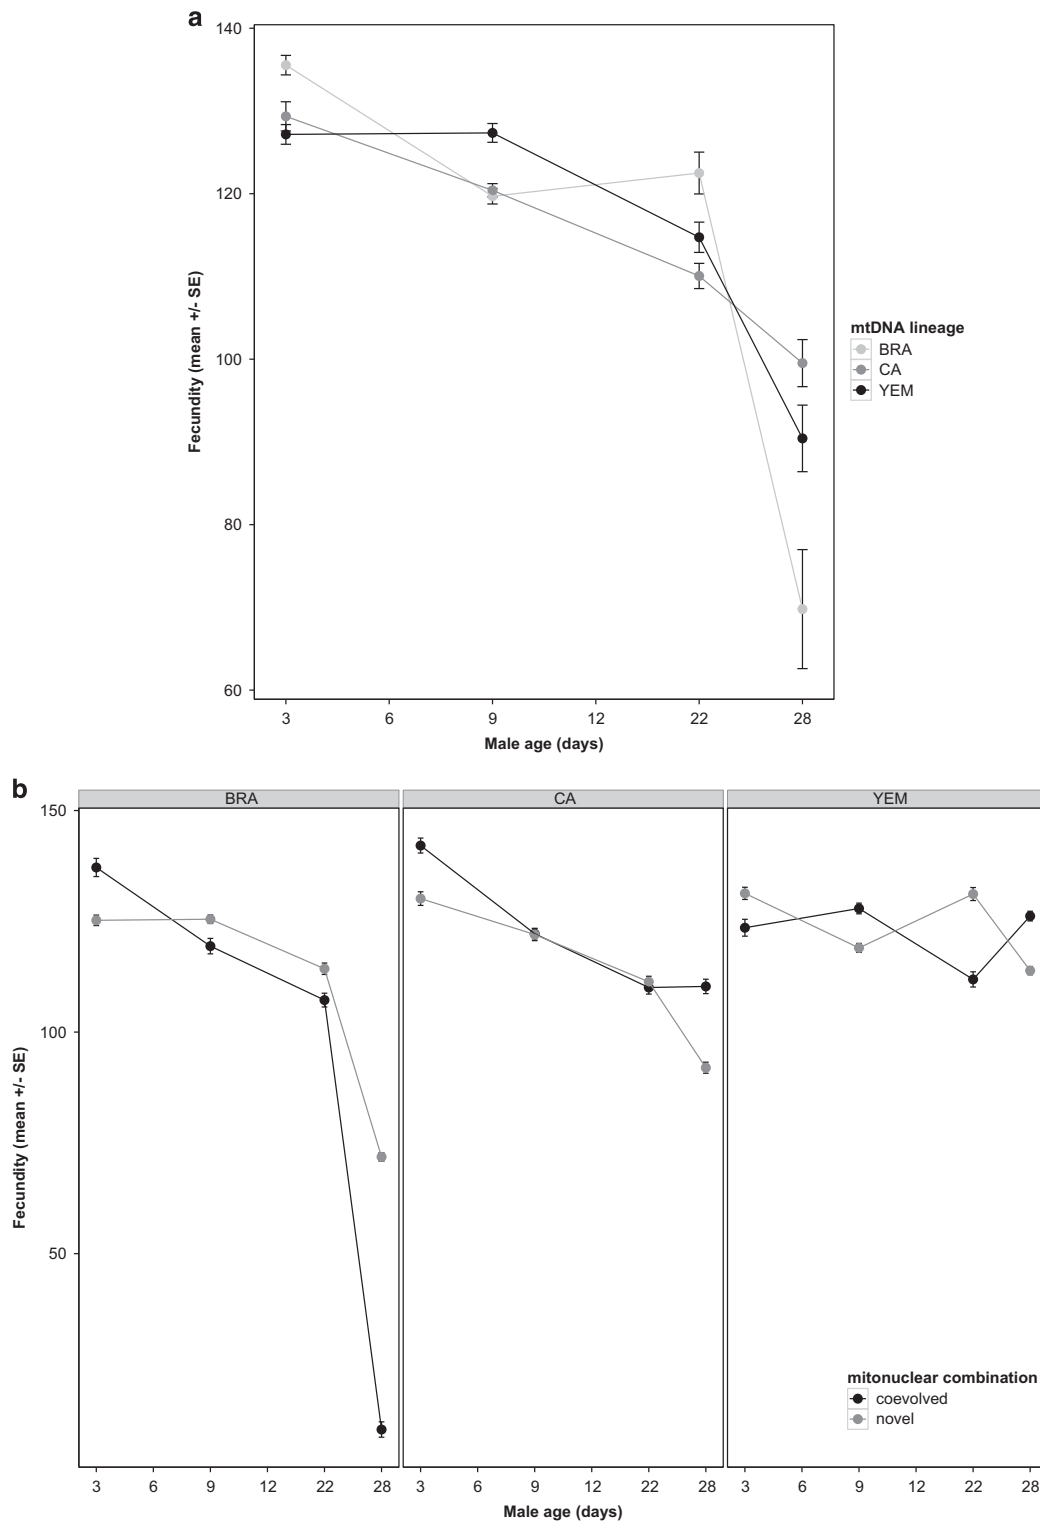 a
140
120
100
80
60
Fecundity (mean +/- SE)
3 6 9 12 22 28
Male age (days)
mtDNA lineage
BRA
CA
YEM
b
BRA CA YEM
150
100
50
Fecundity (mean +/- SE)
mitonuclear combination
coevolved
novel
3 6 9 12 22 28 3 6 9 12 22 28 3 6 9 12 22 28
Male age (days)